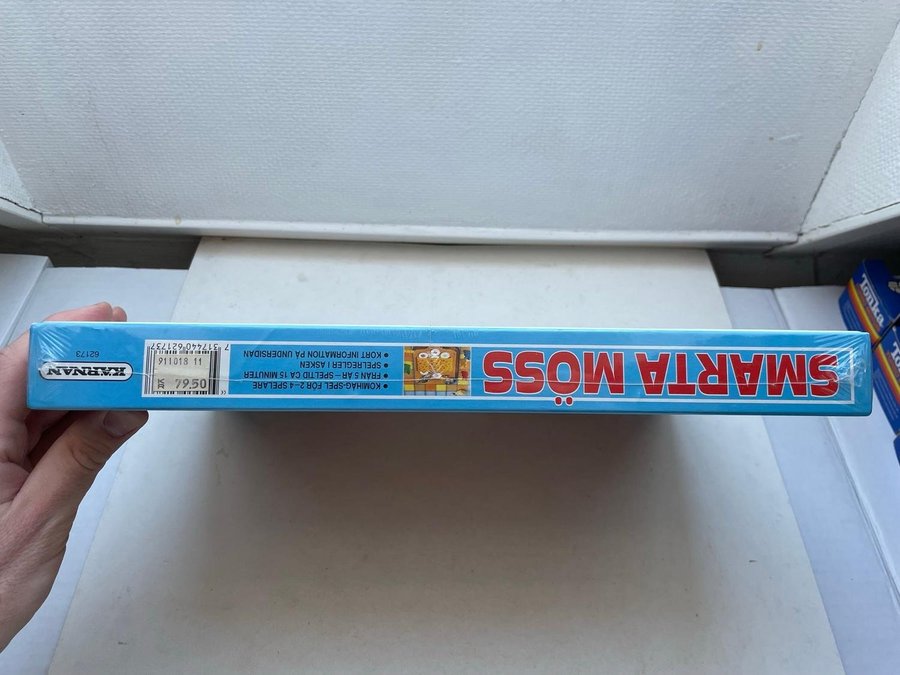 SMARTA MÖSS
• KOMIHÅG-SPEL FÖR 2-4 SPELARE
• FRÅN 5 ÅR – SPELTID CA 15 MINUTER
• SPELREGLER I ASKEN
• KORT INFORMATION PÅ UNDERSIDAN
79.50
911018 11
7 317440 621737
KÄRNAN
62173
Tonka